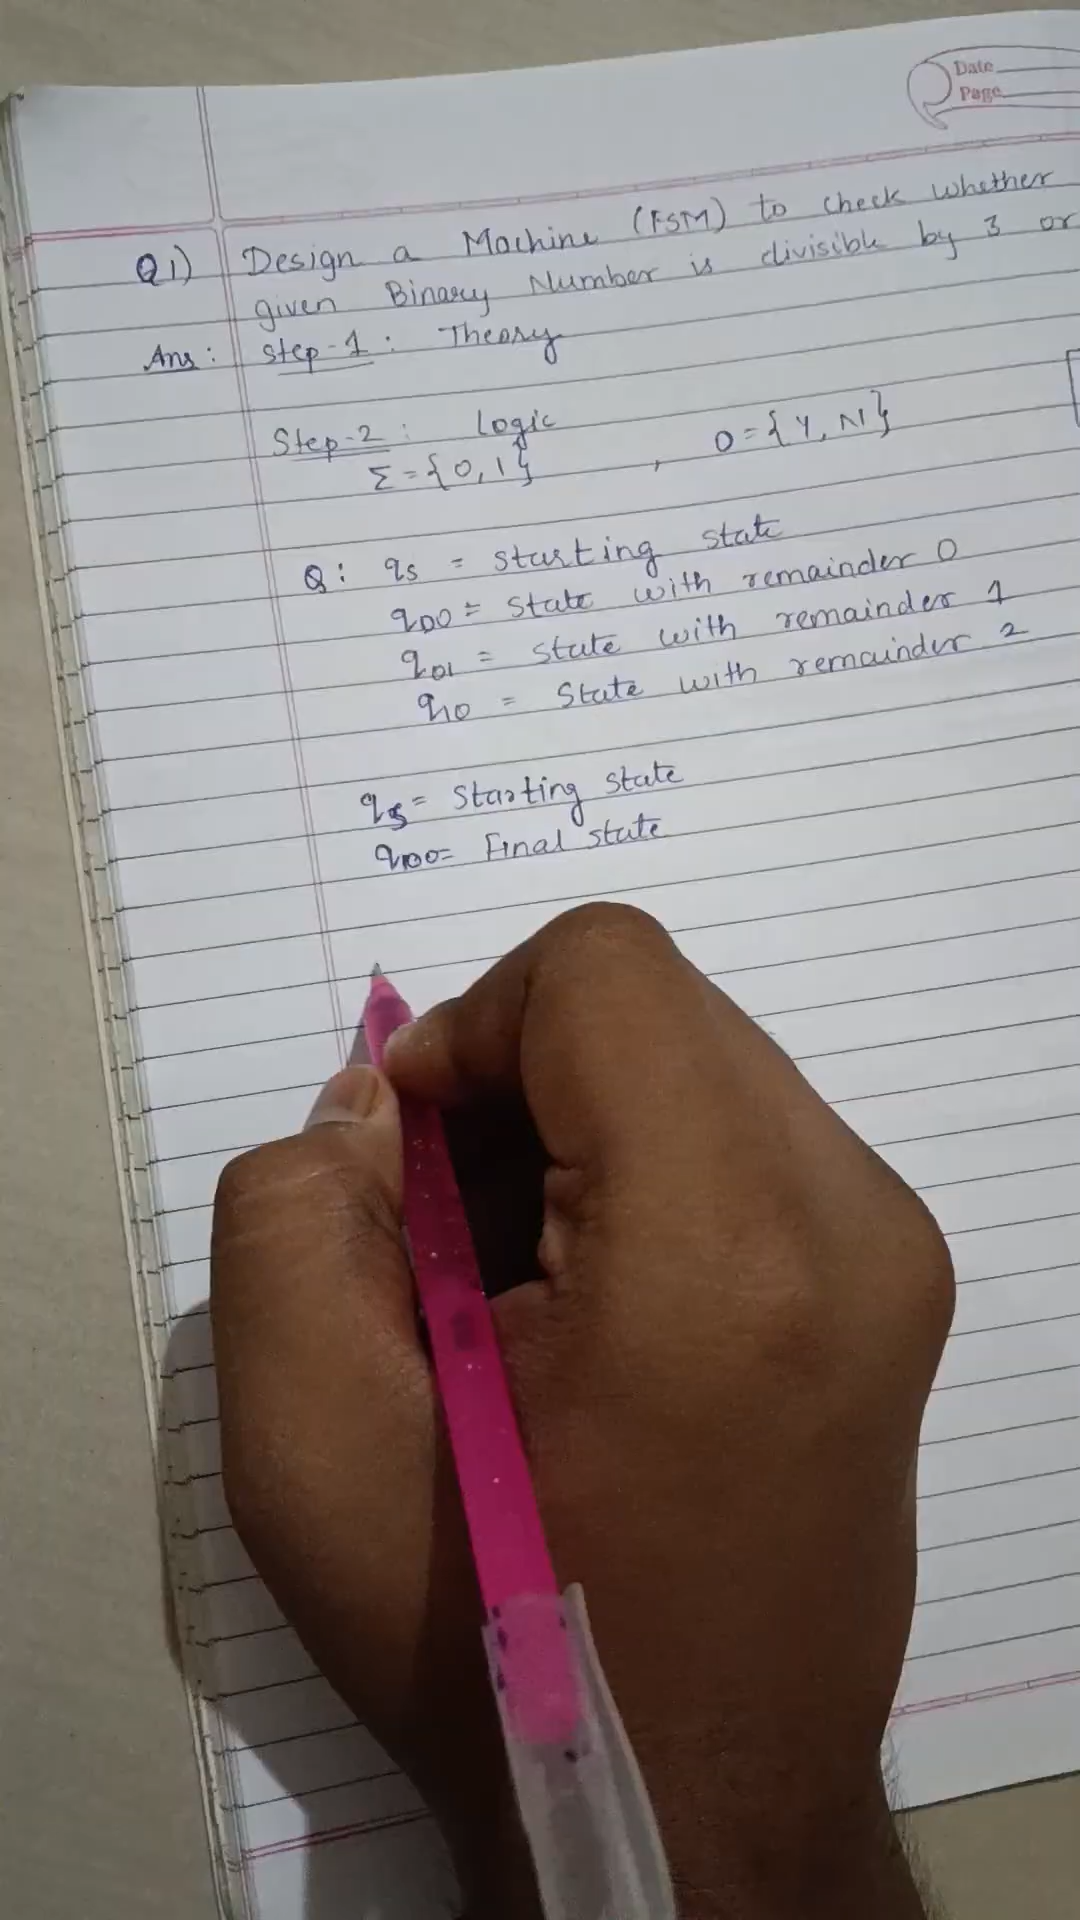 Date
Page
Q1) Design a Machine (FSM) to check whether
given Binary Number is divisible by 3 or
Ans: Step-1: Theory
Step-2: Logic
Σ = {0, 1} , O = {Y, N}
Q: qs = starting state
q00 = state with remainder 0
q01 = state with remainder 1
q10 = State with remainder 2
qs = Starting state
q00 = Final state